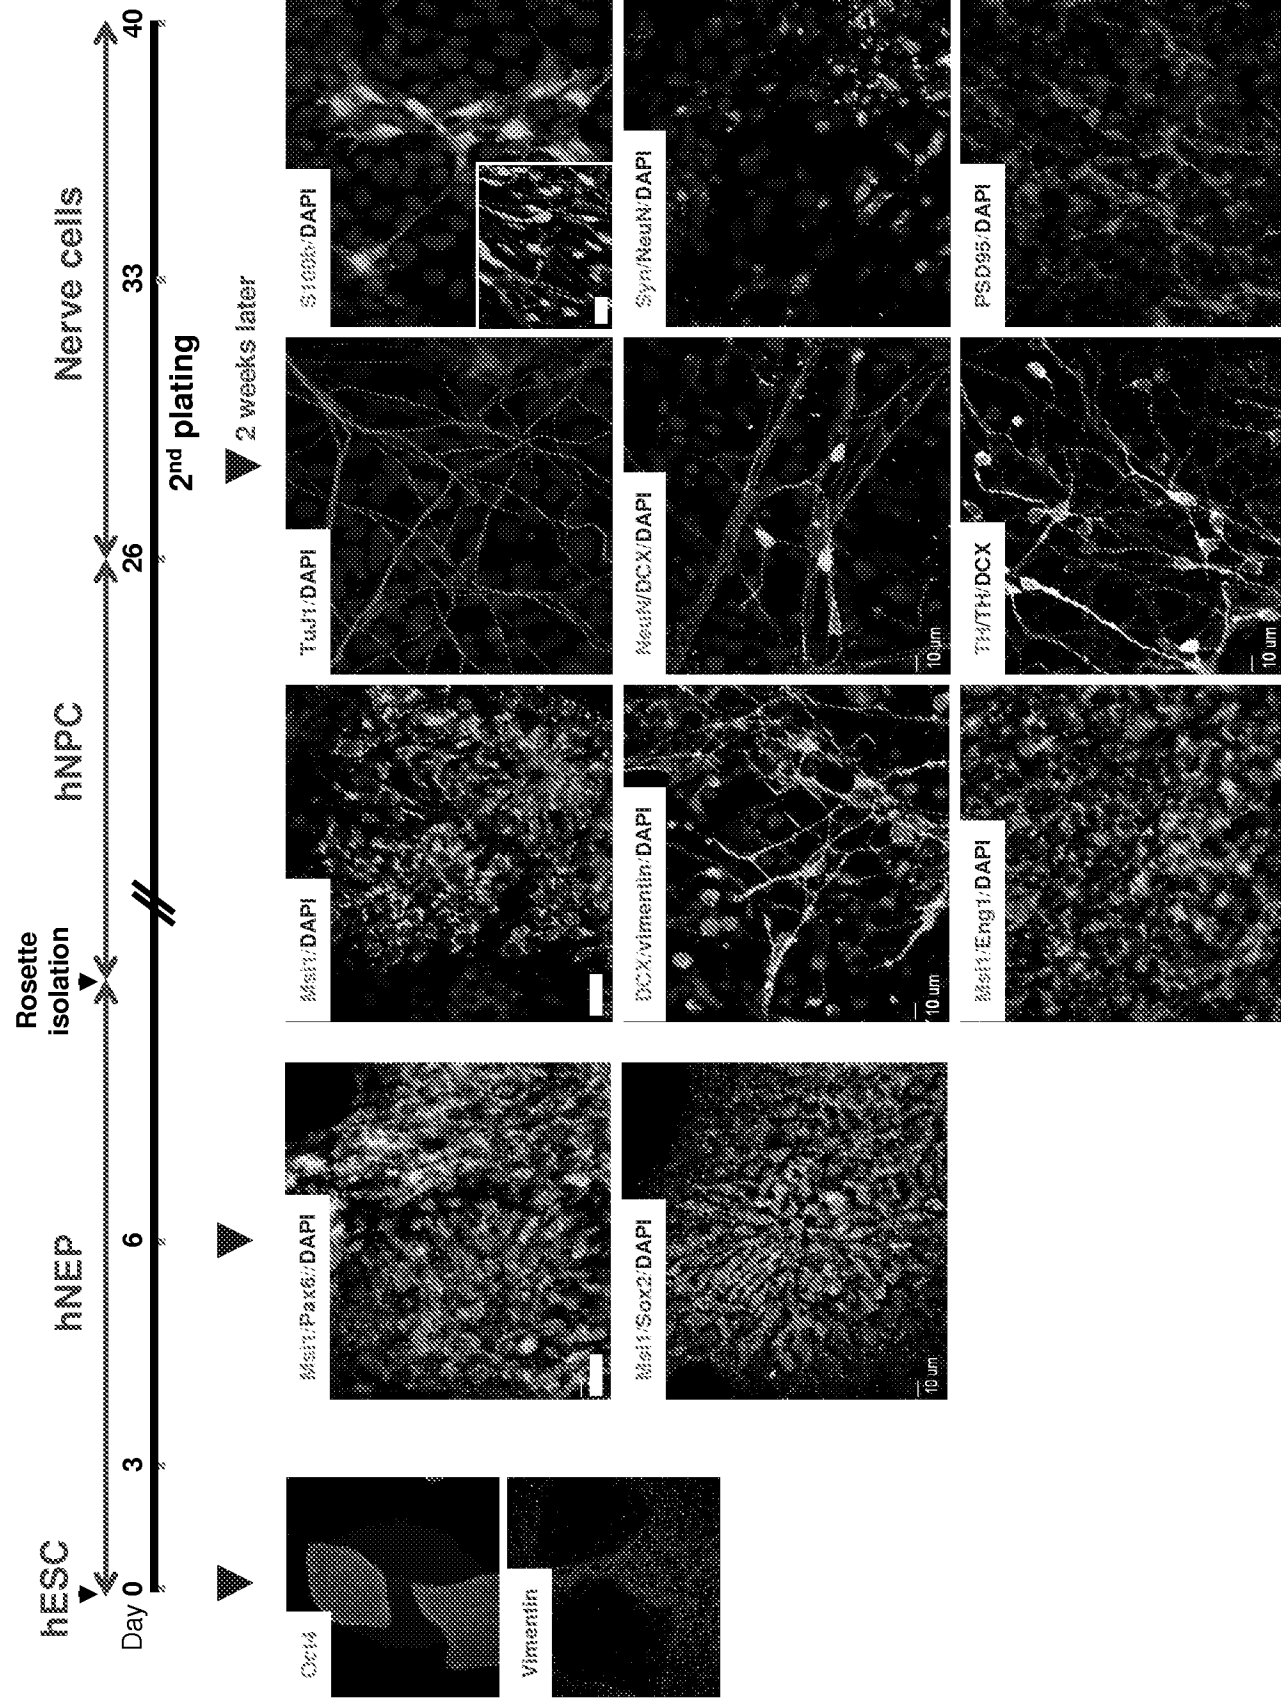 hESC
hNEP
Rosette
isolation
hNPC
Nerve cells
Day 0
3
6
26
33
40
2nd plating
2 weeks later
Oct4
Vimentin
Msi1/Pax6/DAPI
Msi1/Sox2/DAPI
10 um
Msi1/DAPI
DCX/Vimentin/DAPI
10 um
Msi1/Eng1/DAPI
TuJ1/DAPI
NeuN/DCX/DAPI
10 um
TH/TH/DCX
10 um
S100b/DAPI
Syn/NeuN/DAPI
PSD95/DAPI